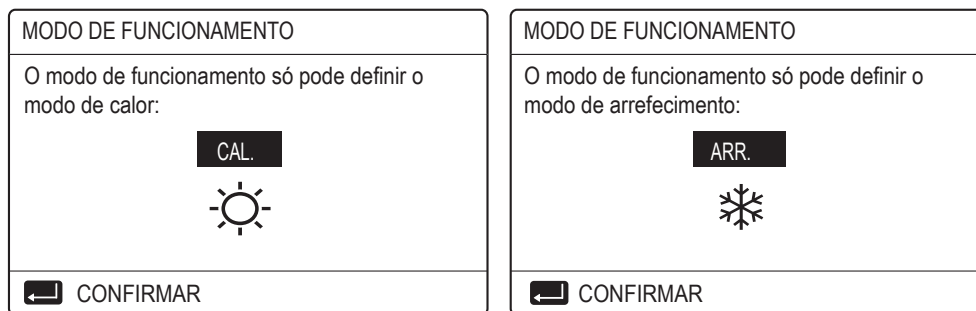 MODO DE FUNCIONAMENTO
O modo de funcionamento só pode definir o
modo de calor:
CAL.
CONFIRMAR
MODO DE FUNCIONAMENTO
O modo de funcionamento só pode definir o
modo de arrefecimento:
ARR.
CONFIRMAR